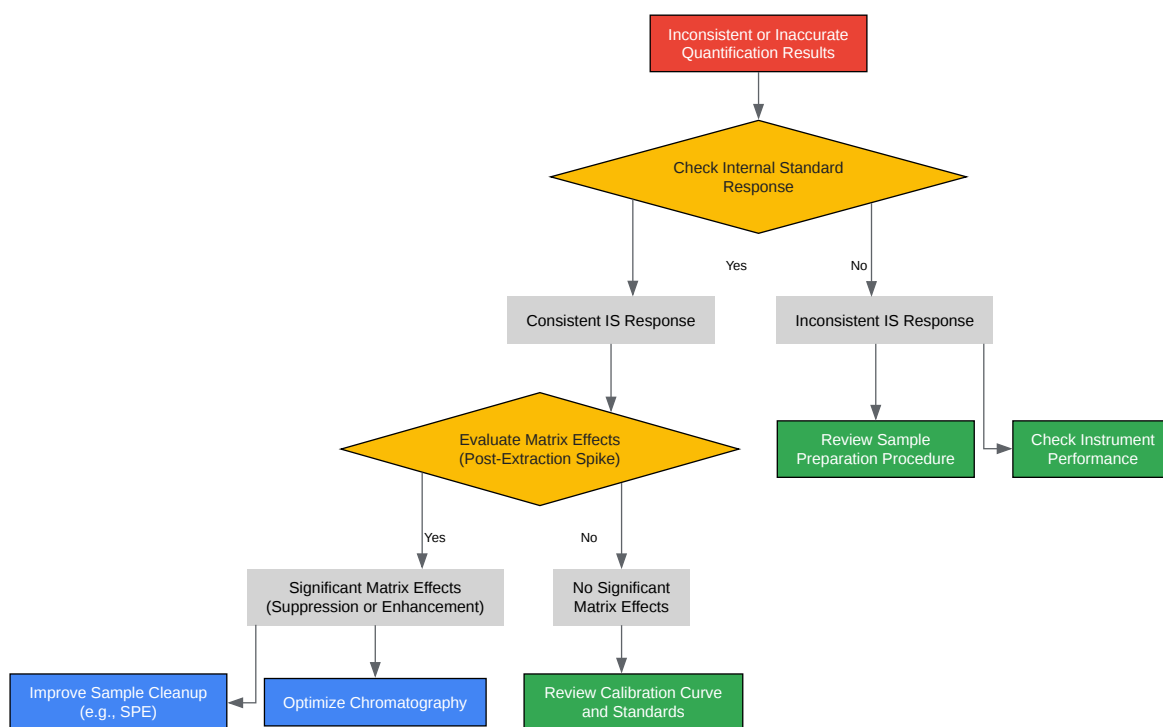 Inconsistent or Inaccurate
Quantification Results
Check Internal Standard
Response
Yes
No
Consistent IS Response
Inconsistent IS Response
Evaluate Matrix Effects
(Post-Extraction Spike)
Review Sample
Preparation Procedure
Check Instrument
Performance
Yes
No
Significant Matrix Effects
(Suppression or Enhancement)
No Significant
Matrix Effects
Improve Sample Cleanup
(e.g., SPE)
Optimize Chromatography
Review Calibration Curve
and Standards